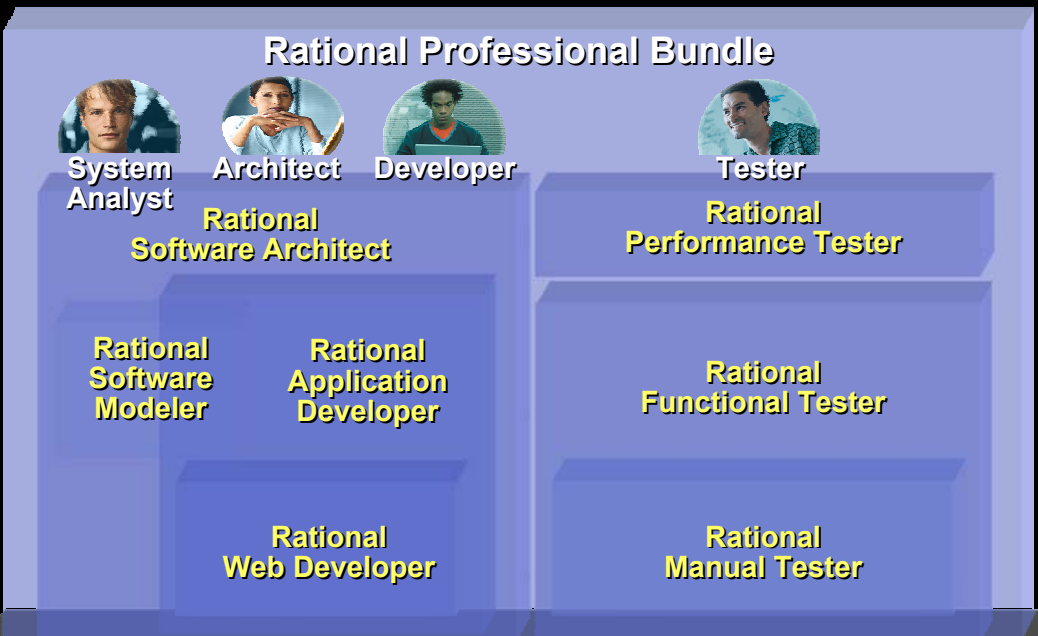 Rational Professional Bundle
System
Analyst
Architect
Developer
Tester
Rational
Software Architect
Rational
Performance Tester
Rational
Software
Modeler
Rational
Application
Developer
Rational
Functional Tester
Rational
Web Developer
Rational
Manual Tester